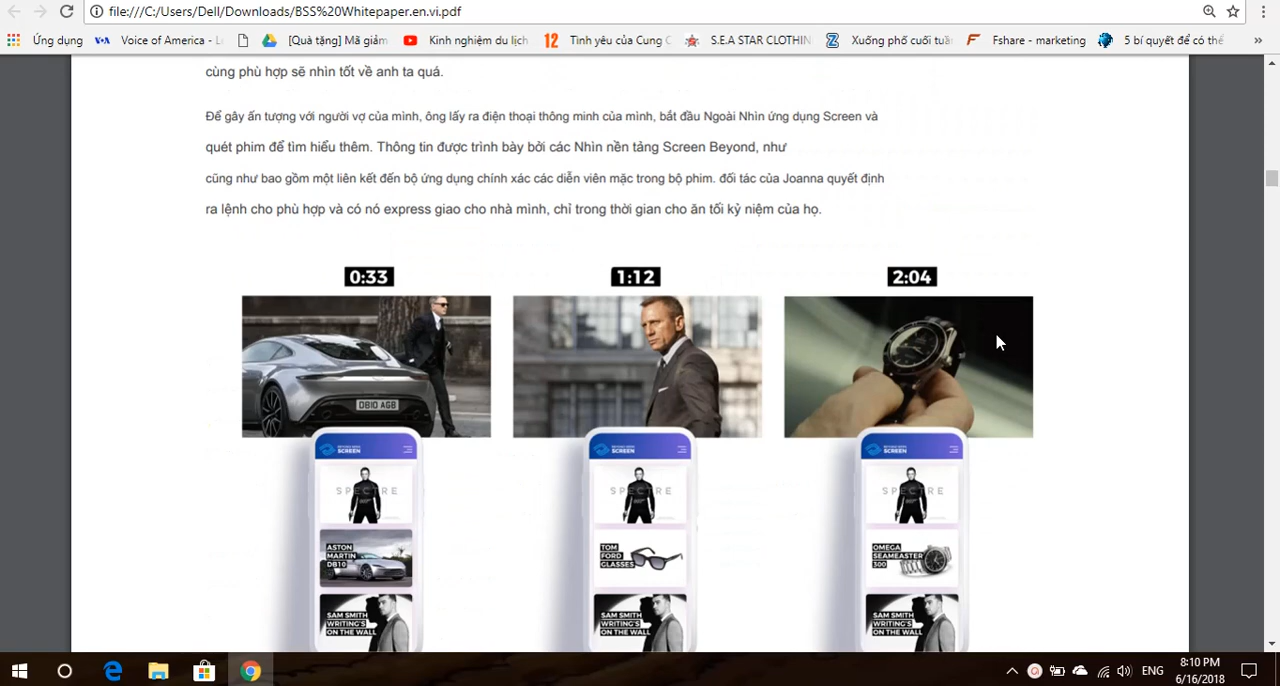 file:///C:/Users/Dell/Downloads/BSS%20Whitepaper.en.vi.pdf
Ứng dụng
VOA
Voice of America - L
[Quà tặng] Mã giảm
Kinh nghiệm du lịch
12
Tình yêu của Cung C
S.E.A STAR CLOTHIN
Z
Xuống phố cuối tuần
F
Fshare - marketing
5 bí quyết để có thể
»
cùng phù hợp sẽ nhìn tốt về anh ta quá.
Để gây ấn tượng với người vợ của mình, ông lấy ra điện thoại thông minh của mình, bắt đầu Ngoài Nhìn ứng dụng Screen và
quét phim để tìm hiểu thêm. Thông tin được trình bày bởi các Nhìn nền tảng Screen Beyond, như
cũng như bao gồm một liên kết đến bộ ứng dụng chính xác các diễn viên mặc trong bộ phim. đối tác của Joanna quyết định
ra lệnh cho phù hợp và có nó express giao cho nhà mình, chỉ trong thời gian cho ăn tối kỷ niệm của họ.
0:33
1:12
2:04
DB10 AGB
SCREEN
SCREEN
SCREEN
SPECTRE
SPECTRE
SPECTRE
ASTON
MARTIN
DB10
TOM
FORD
GLASSES
OMEGA
SEAMEASTER
300
SAM SMITH
WRITING'S
ON THE WALL
SAM SMITH
WRITING'S
ON THE WALL
SAM SMITH
WRITING'S
ON THE WALL
ENG
8:10 PM
6/16/2018